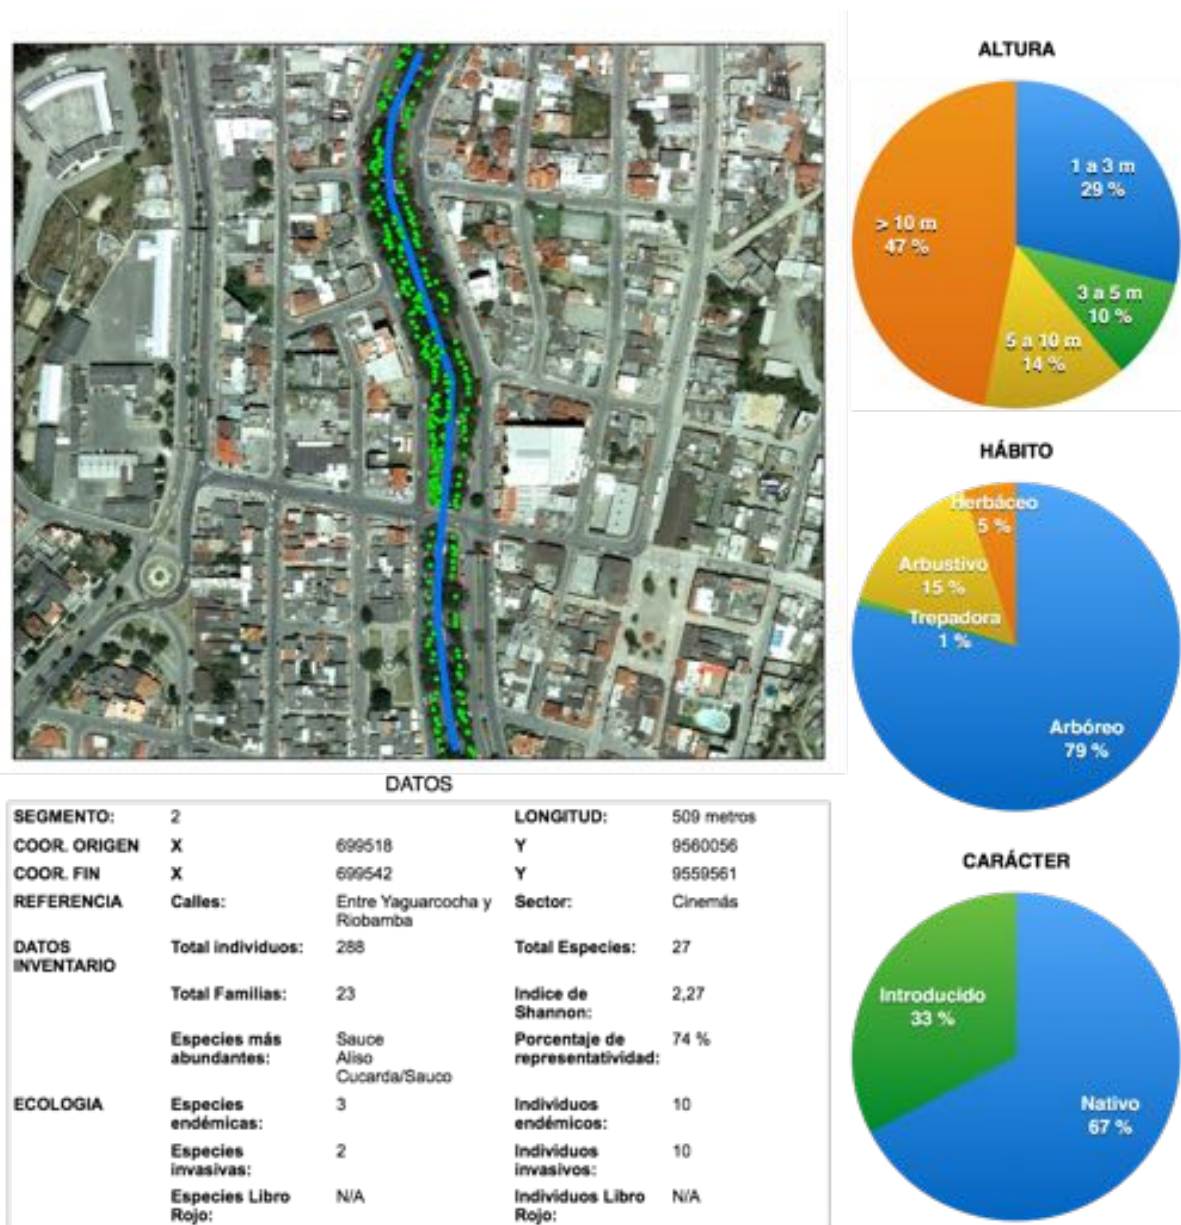 ALTURA
1 a 3 m
29 %
> 10 m
47 %
3 a 5 m
10 %
5 a 10 m
14 %
HÁBITO
Herbáceo
5 %
Arbustivo
15 %
Trepadora
1 %
Arbóreo
79 %
CARÁCTER
Introducido
33 %
Nativo
67 %
DATOS
SEGMENTO: 2 LONGITUD: 509 metros
COOR. ORIGEN X 699518 Y 9560056
COOR. FIN X 699542 Y 9559561
REFERENCIA Calles: Entre Yaguarcocha y Sector: Cinemás
Riobamba
DATOS Total individuos: 288 Total Especies: 27
INVENTARIO
Total Familias: 23 Indice de 2,27
Shannon:
Especies más Sauce Porcentaje de 74 %
abundantes: Aliso representatividad:
Cucarda/Sauco
ECOLOGIA Especies 3 Individuos 10
endémicas: endémicos:
Especies 2 Individuos 10
invasivas: invasivos:
Especies Libro N/A Individuos Libro N/A
Rojo: Rojo: